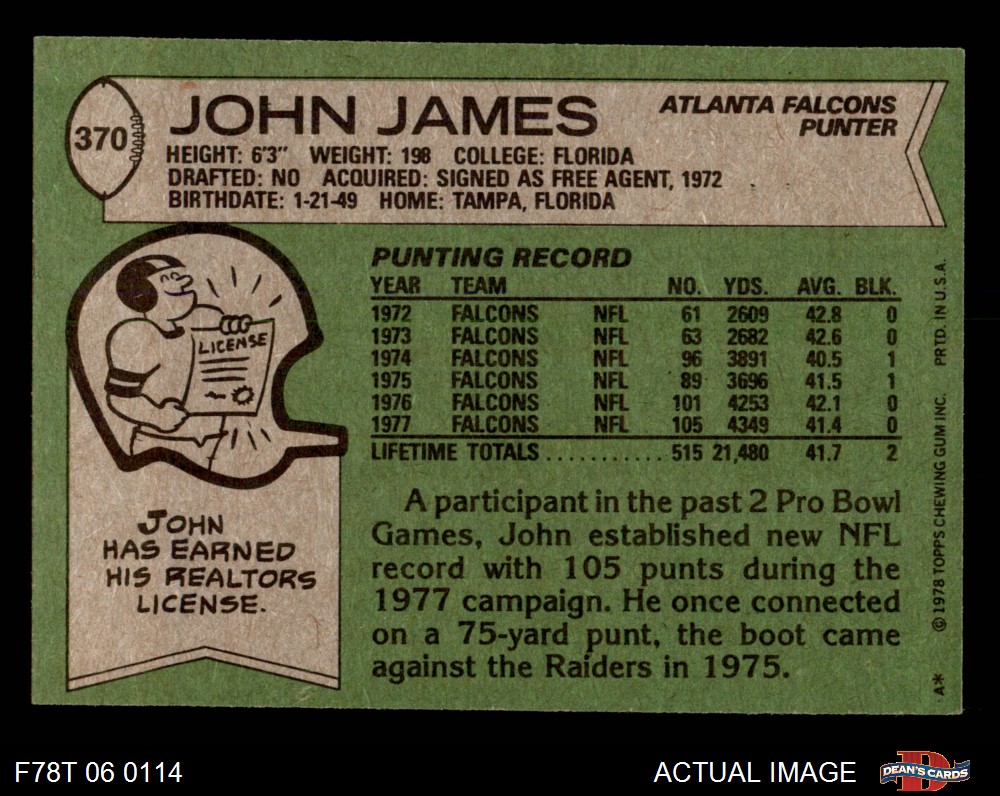 370
JOHN JAMES
ATLANTA FALCONS
PUNTER
HEIGHT: 6'3" WEIGHT: 198 COLLEGE: FLORIDA
DRAFTED: NO ACQUIRED: SIGNED AS FREE AGENT, 1972
BIRTHDATE: 1-21-49 HOME: TAMPA, FLORIDA
LICENSE
JOHN
HAS EARNED
HIS REALTORS
LICENSE.
PUNTING RECORD
YEAR TEAM NO. YDS. AVG. BLK.
1972 FALCONS NFL 61 2609 42.8 0
1973 FALCONS NFL 63 2682 42.6 0
1974 FALCONS NFL 96 3891 40.5 1
1975 FALCONS NFL 89 3696 41.5 1
1976 FALCONS NFL 101 4253 42.1 0
1977 FALCONS NFL 105 4349 41.4 0
LIFETIME TOTALS........... 515 21,480 41.7 2
A participant in the past 2 Pro Bowl
Games, John established new NFL
record with 105 punts during the
1977 campaign. He once connected
on a 75-yard punt, the boot came
against the Raiders in 1975.
A* © 1978 TOPPS CHEWING GUM INC. PRTD. IN U.S.A.
F78T 06 0114
ACTUAL IMAGE
DEAN'S CARDS